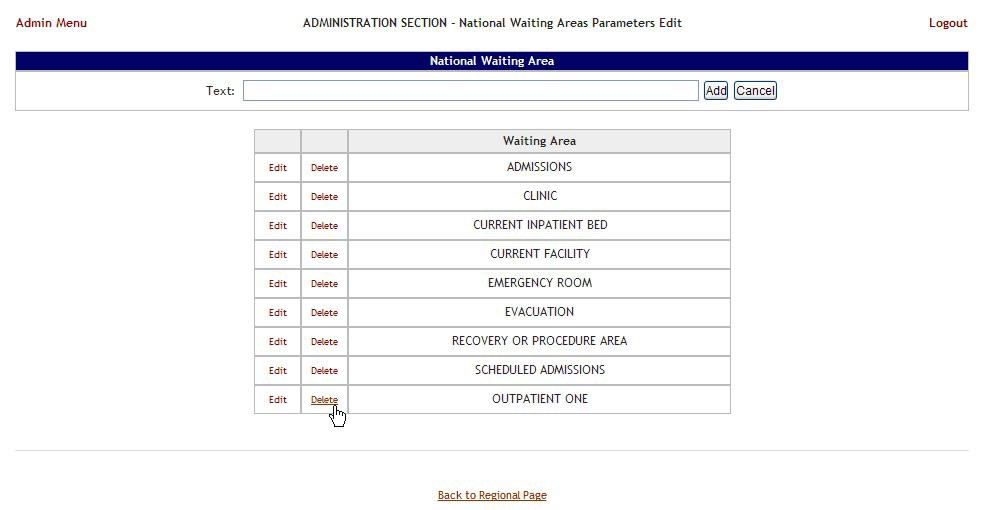 Admin Menu ADMINISTRATION SECTION - National Waiting Areas Parameters Edit Logout
National Waiting Area
Text: Add Cancel
Waiting Area
Edit Delete ADMISSIONS
Edit Delete CLINIC
Edit Delete CURRENT INPATIENT BED
Edit Delete CURRENT FACILITY
Edit Delete EMERGENCY ROOM
Edit Delete EVACUATION
Edit Delete RECOVERY OR PROCEDURE AREA
Edit Delete SCHEDULED ADMISSIONS
Edit Delete OUTPATIENT ONE
Back to Regional Page